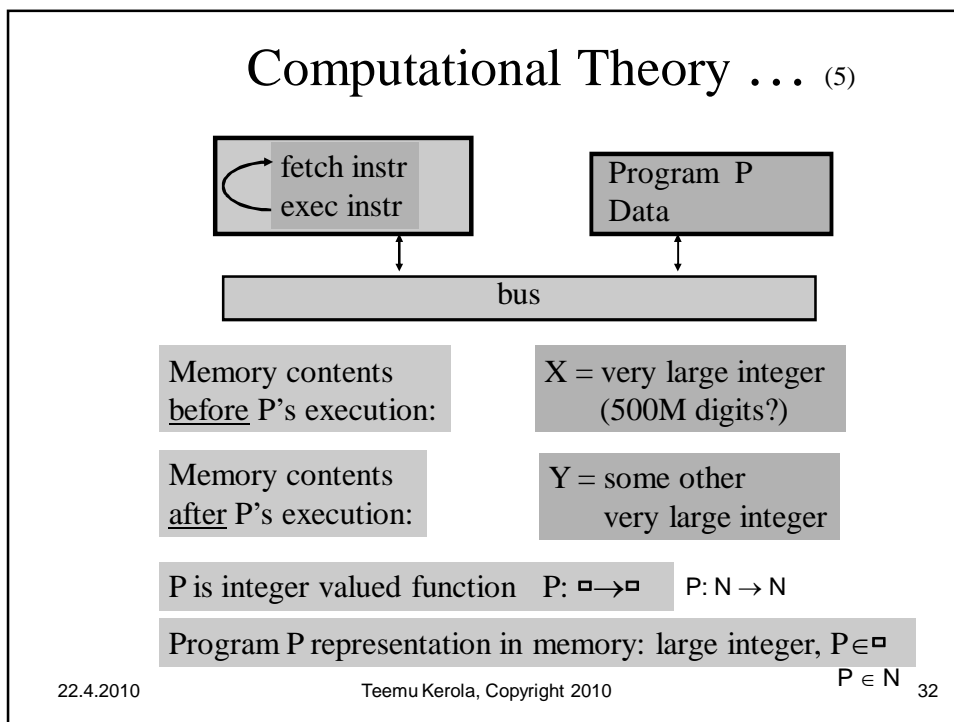 Computational Theory … (5)
fetch instr
exec instr
Program P
Data
bus
Memory contents
before P’s execution:
X = very large integer
(500M digits?)
Memory contents
after P’s execution:
Y = some other
very large integer
P is integer valued function P: □→□ P: N → N
Program P representation in memory: large integer, P∈□
P ∈ N
22.4.2010 Teemu Kerola, Copyright 2010 32